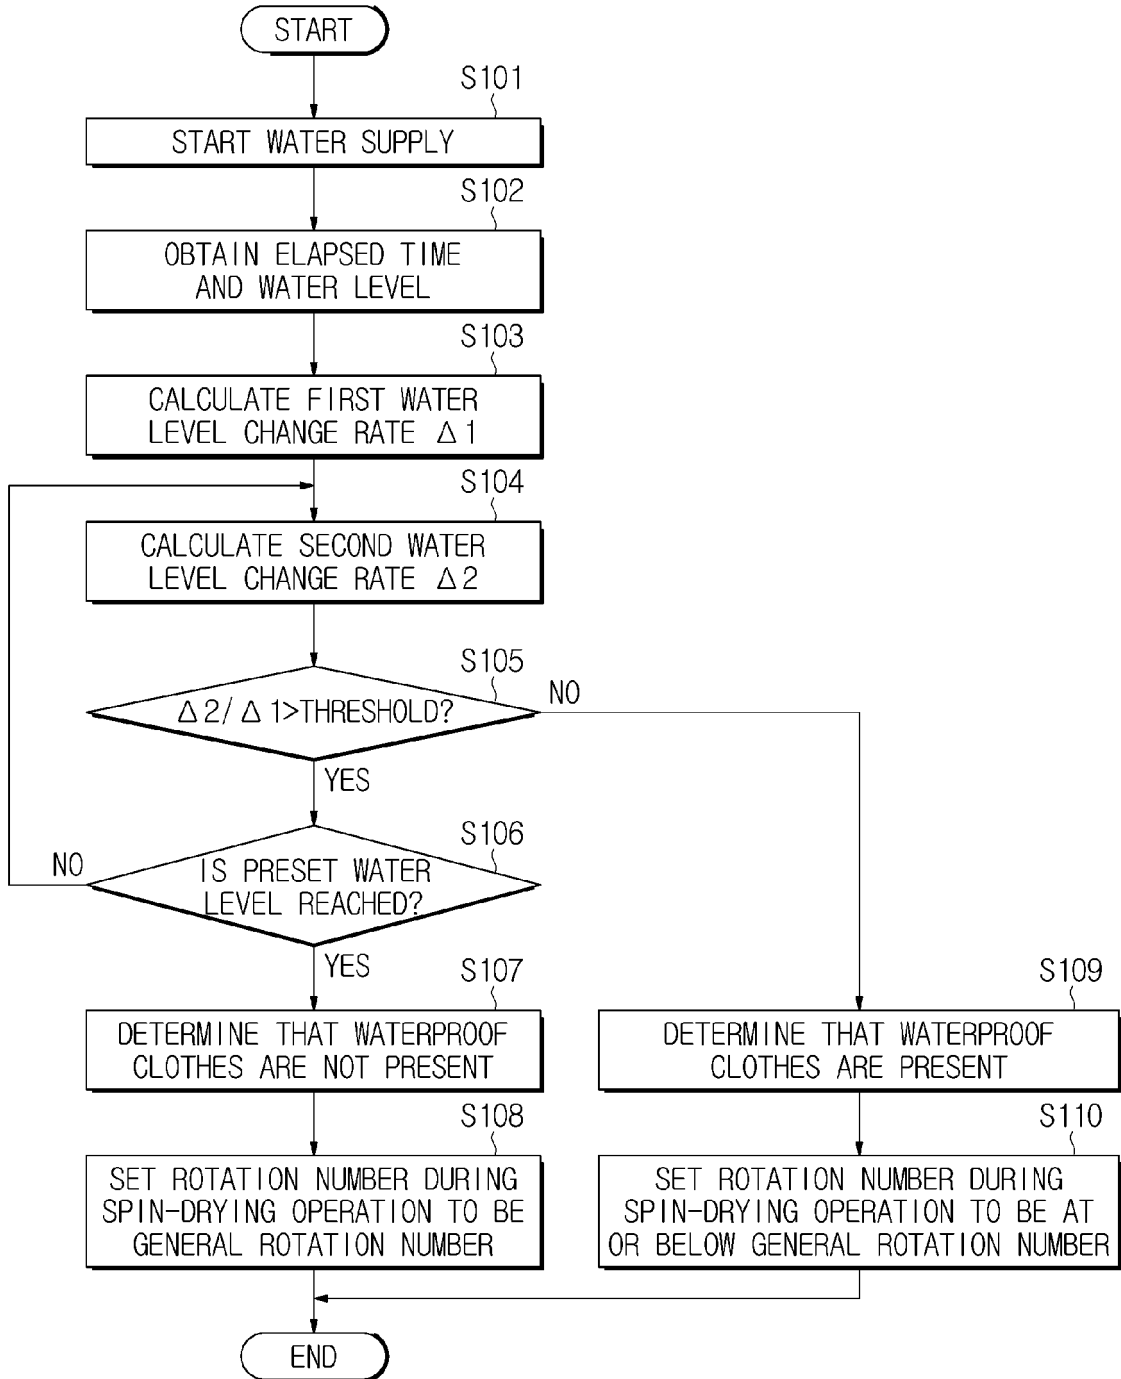 START
S101
START WATER SUPPLY
S102
OBTAIN ELAPSED TIME
AND WATER LEVEL
S103
CALCULATE FIRST WATER
LEVEL CHANGE RATE Δ1
S104
CALCULATE SECOND WATER
LEVEL CHANGE RATE Δ2
S105
Δ2/Δ1>THRESHOLD?
NO
YES
S106
IS PRESET WATER
LEVEL REACHED?
NO
YES
S107
DETERMINE THAT WATERPROOF
CLOTHES ARE NOT PRESENT
S109
DETERMINE THAT WATERPROOF
CLOTHES ARE PRESENT
S108
SET ROTATION NUMBER DURING
SPIN-DRYING OPERATION TO BE
GENERAL ROTATION NUMBER
S110
SET ROTATION NUMBER DURING
SPIN-DRYING OPERATION TO BE AT
OR BELOW GENERAL ROTATION NUMBER
END